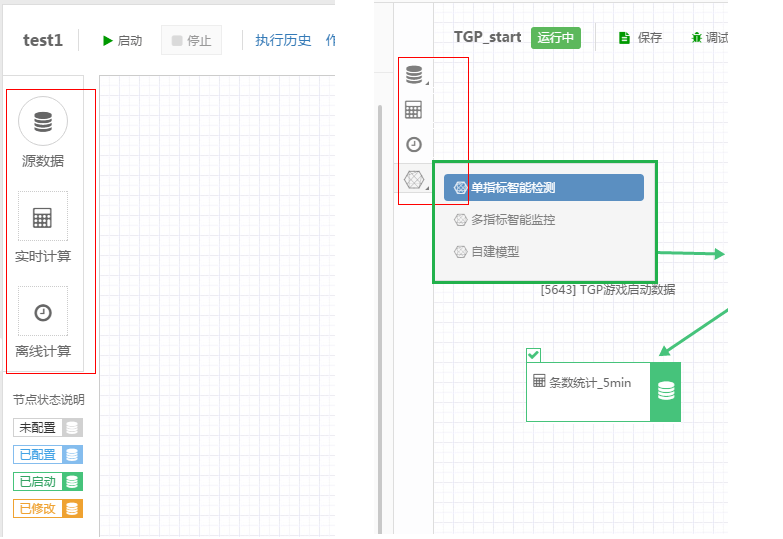 test1
启动
停止
执行历史
源数据
实时计算
离线计算
节点状态说明
未配置
已配置
已启动
已修改
TGP_start
运行中
保存
调试
单指标智能检测
多指标智能监控
自建模型
[5643] TGP游戏启动数据
条数统计_5min